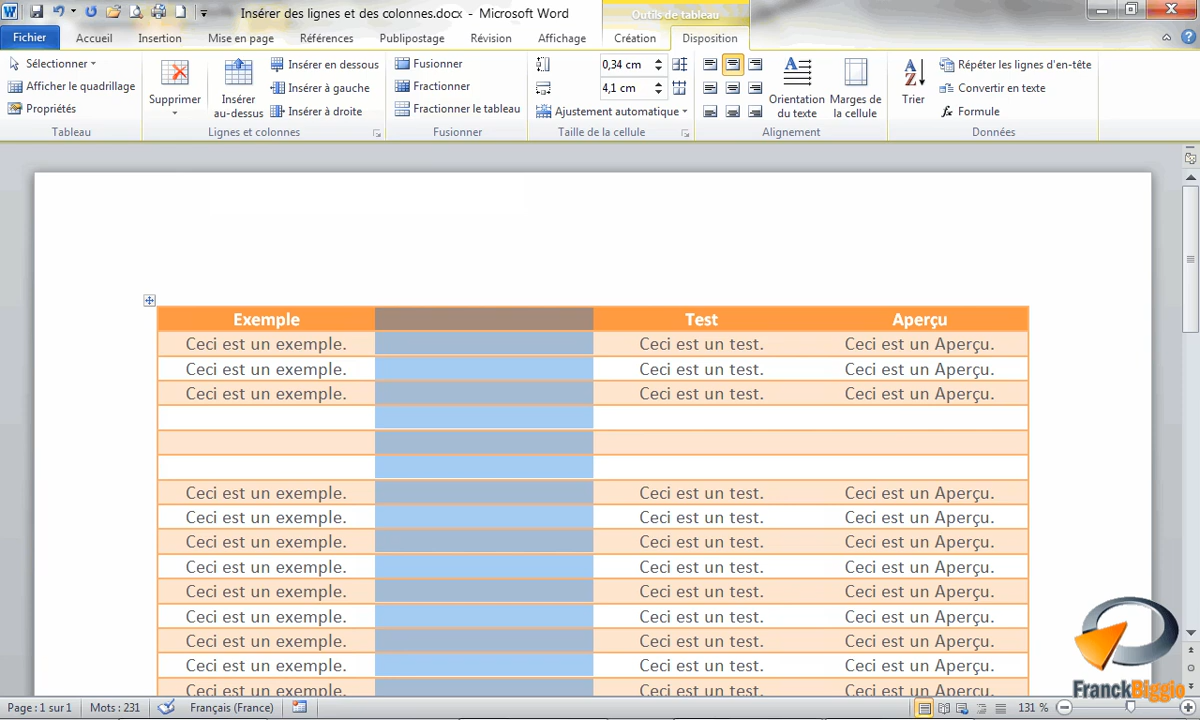 Insérer des lignes et des colonnes.docx - Microsoft Word
Outils de tableau
Fichier Accueil Insertion Mise en page Références Publipostage Révision Affichage Création Disposition
Sélectionner
Afficher le quadrillage
Propriétés
Tableau
Supprimer
Insérer
au-dessus
Insérer en dessous
Insérer à gauche
Insérer à droite
Lignes et colonnes
Fusionner
Fractionner
Fractionner le tableau
Fusionner
0,34 cm
4,1 cm
Ajustement automatique
Taille de la cellule
Orientation
du texte
Marges de
la cellule
Alignement
Trier
Répéter les lignes d'en-tête
Convertir en texte
Formule
Données
Exemple Test Aperçu
Ceci est un exemple. Ceci est un test. Ceci est un Aperçu.
Ceci est un exemple. Ceci est un test. Ceci est un Aperçu.
Ceci est un exemple. Ceci est un test. Ceci est un Aperçu.
Ceci est un exemple. Ceci est un test. Ceci est un Aperçu.
Ceci est un exemple. Ceci est un test. Ceci est un Aperçu.
Ceci est un exemple. Ceci est un test. Ceci est un Aperçu.
Ceci est un exemple. Ceci est un test. Ceci est un Aperçu.
Ceci est un exemple. Ceci est un test. Ceci est un Aperçu.
Ceci est un exemple. Ceci est un test. Ceci est un Aperçu.
Ceci est un exemple. Ceci est un test. Ceci est un Aperçu.
Ceci est un exemple. Ceci est un test. Ceci est un Aperçu.
Ceci est un exemple. Ceci est un test. Ceci est un Aperçu.
FranckBiggio
Page : 1 sur 1 Mots : 231 Français (France) 131 %